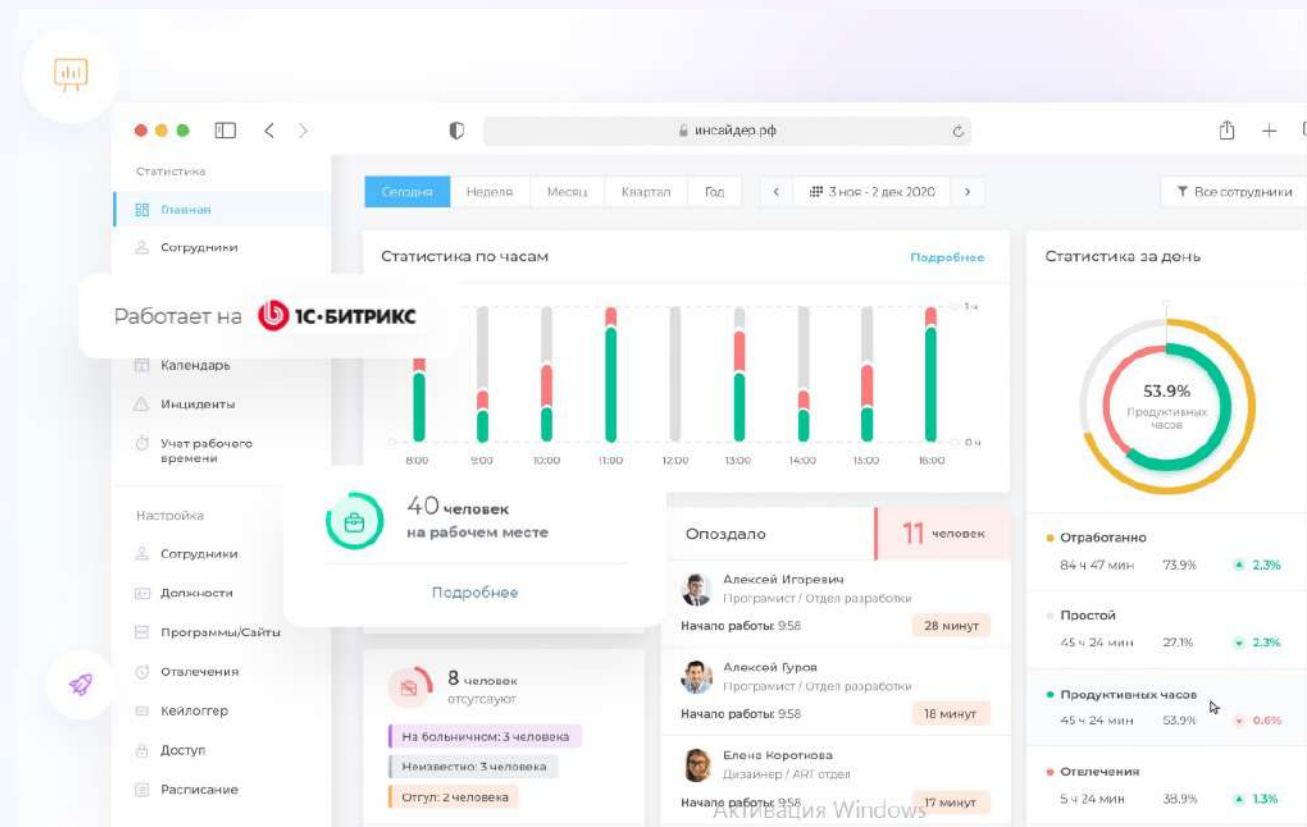 инсайдер.рф
Статистика
Главная
Сотрудники
Работает на 1С•БИТРИКС
Календарь
Инциденты
Учет рабочего
времени
Настройка
Сотрудники
Должности
Программы/Сайты
Отвлечения
Кейлоггер
Доступ
Расписание
Сегодня Неделя Месяц Квартал Год 3 ноя - 2 дек 2020 Все сотрудники
Статистика по часам Подробнее
1 ч
0 ч
8:00 9:00 10:00 11:00 12:00 13:00 14:00 15:00 16:00
40 человек
на рабочем месте
Подробнее
8 человек
отсутсвуют
На больничном: 3 человека
Неизвестно: 3 человека
Отгул: 2 человека
Опоздало 11 человек
Алексей Игоревич
Програмист / Отдел разработки
Начало работы: 9:58 28 минут
Алексей Гуров
Програмист / Отдел разработки
Начало работы: 9:58 18 минут
Елена Короткова
Дизайнер / ART отдел
Начало работы: 9:58 17 минут
Активация Windows
Статистика за день
53.9%
Продуктивных
часов
Отработанно
84 ч 47 мин 73.9% 2.3%
Простой
45 ч 24 мин 27.1% 2.3%
Продуктивных часов
45 ч 24 мин 53.9% 0.6%
Отвлечения
5 ч 24 мин 38.9% 1.3%